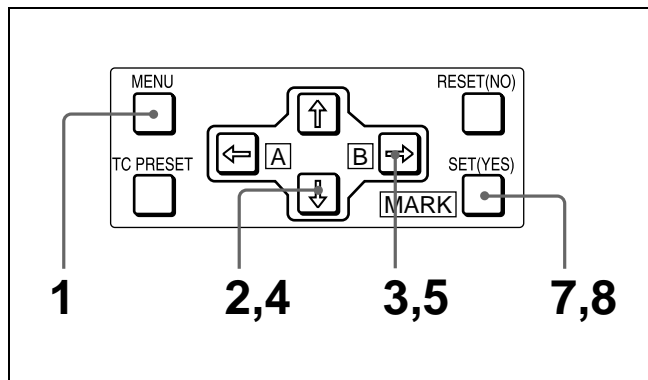 MENU RESET(NO)
A B
TC PRESET SET(YES)
MARK
1 2,4 3,5 7,8